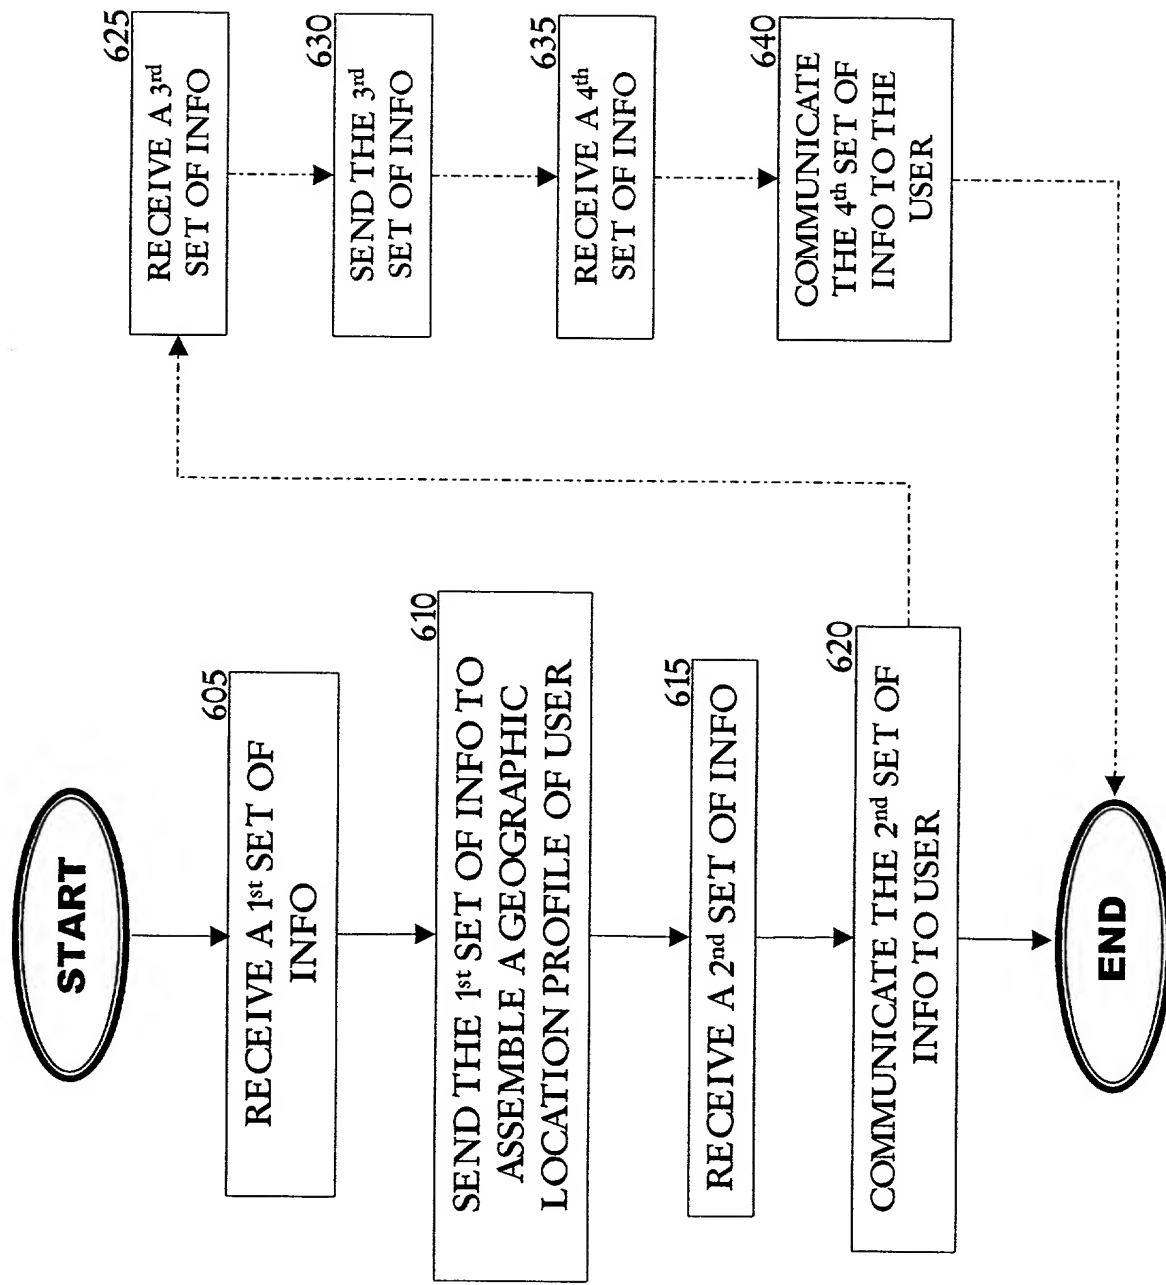 START
605
RECEIVE A 1st SET OF
INFO
610
SEND THE 1st SET OF INFO TO
ASSEMBLE A GEOGRAPHIC
LOCATION PROFILE OF USER
615
RECEIVE A 2nd SET OF INFO
620
COMMUNICATE THE 2nd SET OF
INFO TO USER
END
625
RECEIVE A 3rd
SET OF INFO
630
SEND THE 3rd
SET OF INFO
635
RECEIVE A 4th
SET OF INFO
640
COMMUNICATE
THE 4th SET OF
INFO TO THE
USER